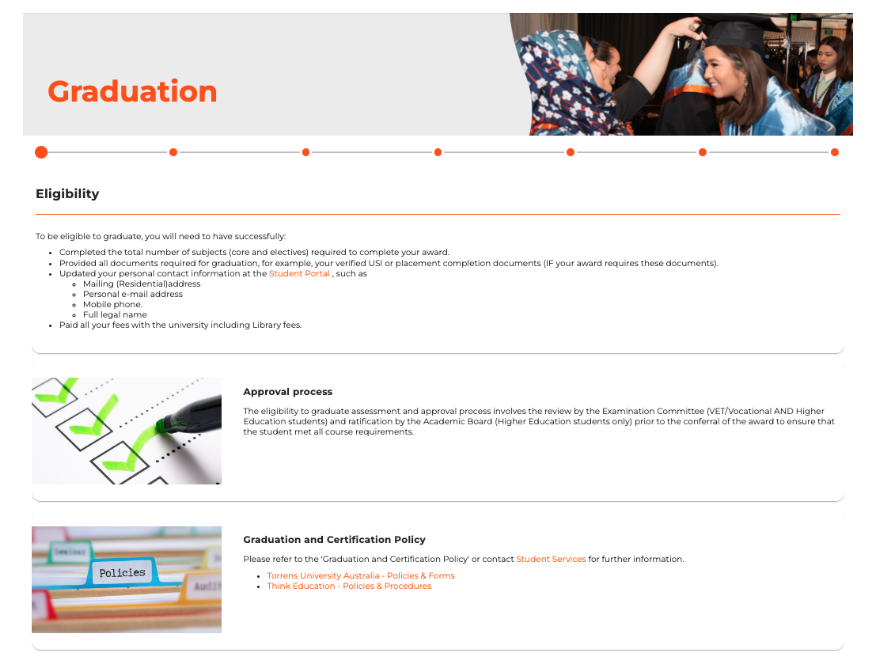 Graduation
Eligibility
To be eligible to graduate, you will need to have successfully:
Completed the total number of subjects (core and electives) required to complete your award.
Provided all documents required for graduation, for example, your verified USI or placement completion documents (IF your award requires these documents).
Updated your personal contact information at the Student Portal , such as
Mailing (Residential)address
Personal e-mail address
Mobile phone.
Full legal name
Paid all your fees with the university including Library fees.
Approval process
The eligibility to graduate assessment and approval process involves the review by the Examination Committee (VET/Vocational AND Higher
Education students) and ratification by the Academic Board (Higher Education students only) prior to the conferral of the award to ensure that
the student met all course requirements.
Seminar
Policies
Audit
Graduation and Certification Policy
Please refer to the 'Graduation and Certification Policy' or contact Student Services for further information.
Torrens University Australia - Policies & Forms
Think Education - Policies & Procedures